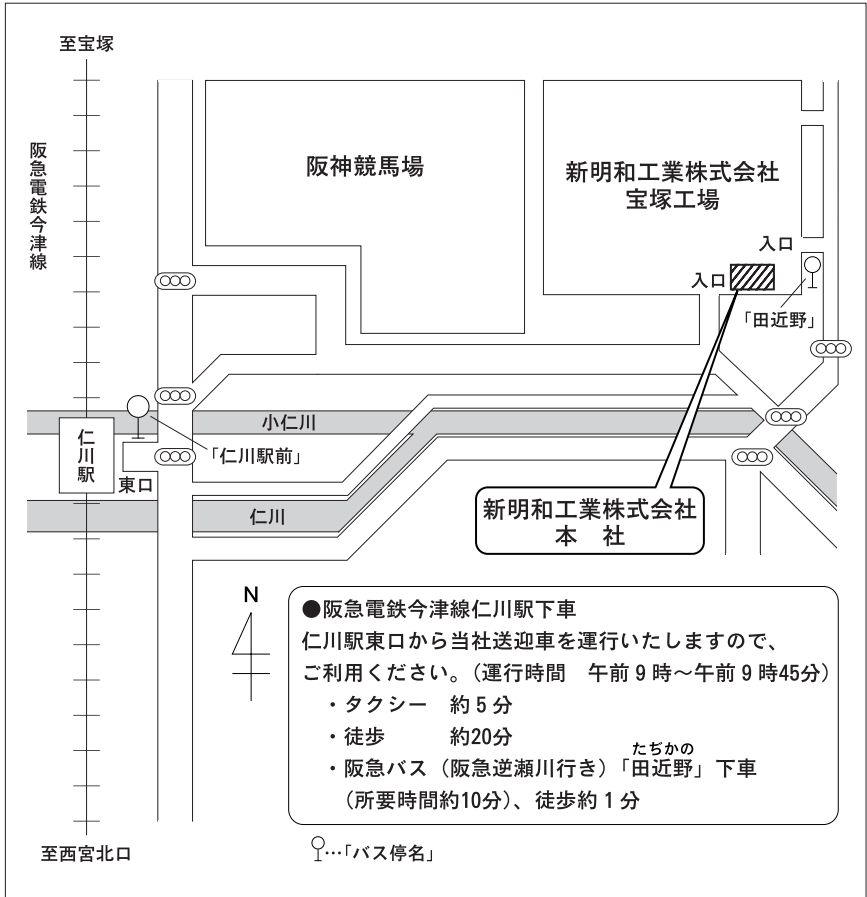 至宝塚
阪急電鉄今津線
阪神競馬場
新明和工業株式会社
宝塚工場
入口
入口
「田近野」
小仁川
「仁川駅前」
仁川駅
東口
仁川
新明和工業株式会社
本　社
N
●阪急電鉄今津線仁川駅下車
仁川駅東口から当社送迎車を運行いたしますので、
ご利用ください。（運行時間　午前９時～午前９時45分）
・タクシー　約５分
・徒歩　　　約20分
たぢかの
・阪急バス（阪急逆瀬川行き）「田近野」下車
（所要時間約10分）、徒歩約１分
至西宮北口
…「バス停名」